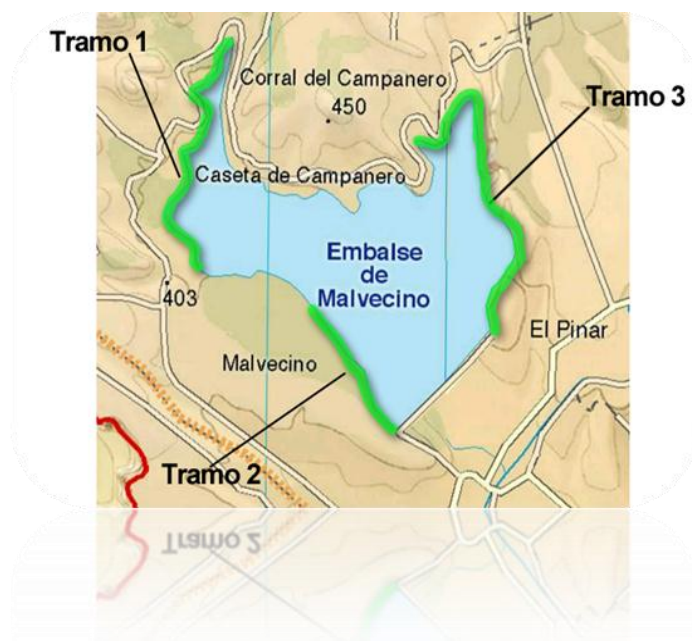 Tramo 1
Corral del Campanero
450
Tramo 3
Caseta de Campanero
Embalse
de
Malvecino
403
El Pinar
Malvecino
Tramo 2
Tramo 2